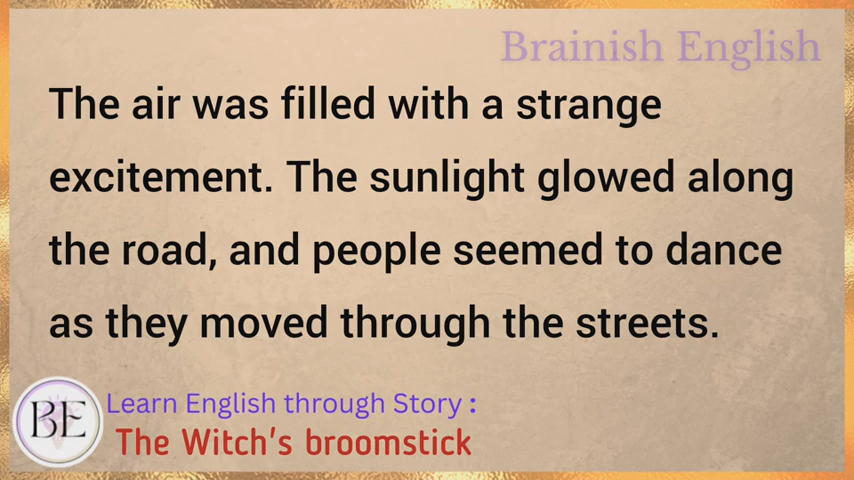 Brainish English
The air was filled with a strange
excitement. The sunlight glowed along
the road, and people seemed to dance
as they moved through the streets.
BE
Learn English through Story :
The Witch's broomstick